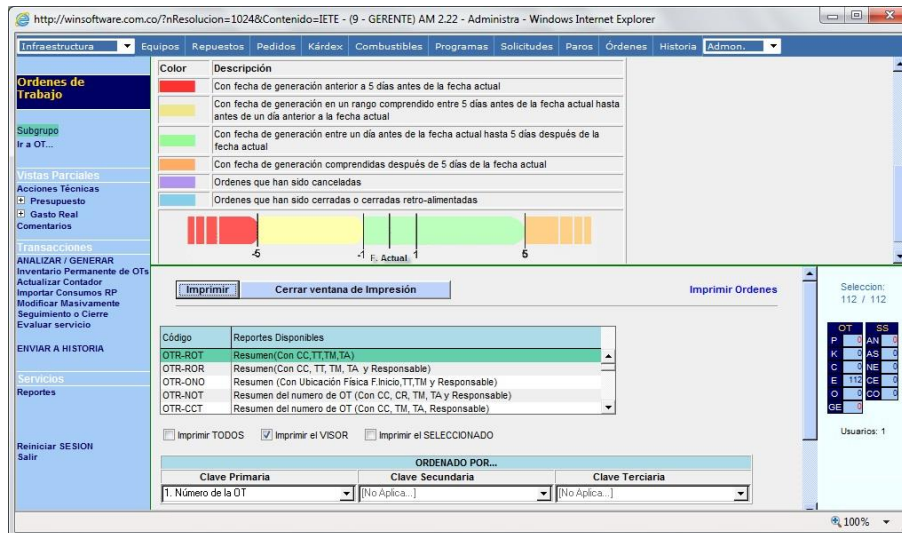 http://winsoftware.com.co/?nResolucion=1024&Contenido=IETE - (9 - GERENTE) AM 2.22 - Administra - Windows Internet Explorer
Infraestructura Equipos Repuestos Pedidos Kárdex Combustibles Programas Solicitudes Paros Órdenes Historia Admon.
Ordenes de
Trabajo
Subgrupo
Ir a OT...
Vistas Parciales
Acciones Técnicas
Presupuesto
Gasto Real
Comentarios
Transacciones
ANALIZAR / GENERAR
Inventario Permanente de OTs
Actualizar Contador
Importar Consumos RP
Modificar Masivamente
Seguimiento o Cierre
Evaluar servicio
ENVIAR A HISTORIA
Servicios
Reportes
Reiniciar SESION
Salir
Color Descripción
Con fecha de generación anterior a 5 días antes de la fecha actual
Con fecha de generación en un rango comprendido entre 5 días antes de la fecha actual hasta
antes de un día anterior a la fecha actual
Con fecha de generación entre un día antes de la fecha actual hasta 5 días después de la
fecha actual
Con fecha de generación comprendidas después de 5 días de la fecha actual
Ordenes que han sido canceladas
Ordenes que han sido cerradas o cerradas retro-alimentadas
-5 -1 F. Actual 1 5
Imprimir Cerrar ventana de Impresión Imprimir Ordenes
Código Reportes Disponibles
OTR-ROT Resumen(Con CC,TT,TM,TA)
OTR-ROR Resumen(Con CC, TT, TM, TA y Responsable)
OTR-ONO Resumen (Con Ubicación Física F.Inicio,TT,TM y Responsable)
OTR-NOT Resumen del numero de OT (Con CC, CR, TM, TA y Responsable)
OTR-CCT Resumen del numero de OT (Con CC, TM, TA, Responsable)
Imprimir TODOS Imprimir el VISOR Imprimir el SELECCIONADO
ORDENADO POR...
Clave Primaria Clave Secundaria Clave Terciaria
1. Número de la OT [No Aplica...] [No Aplica...]
Seleccion:
112 / 112
OT SS
P 0 AN 0
K 0 AS 0
C 0 NE 0
E 112 CE 0
O 0 CO 0
GE 0
Usuarios: 1
100%